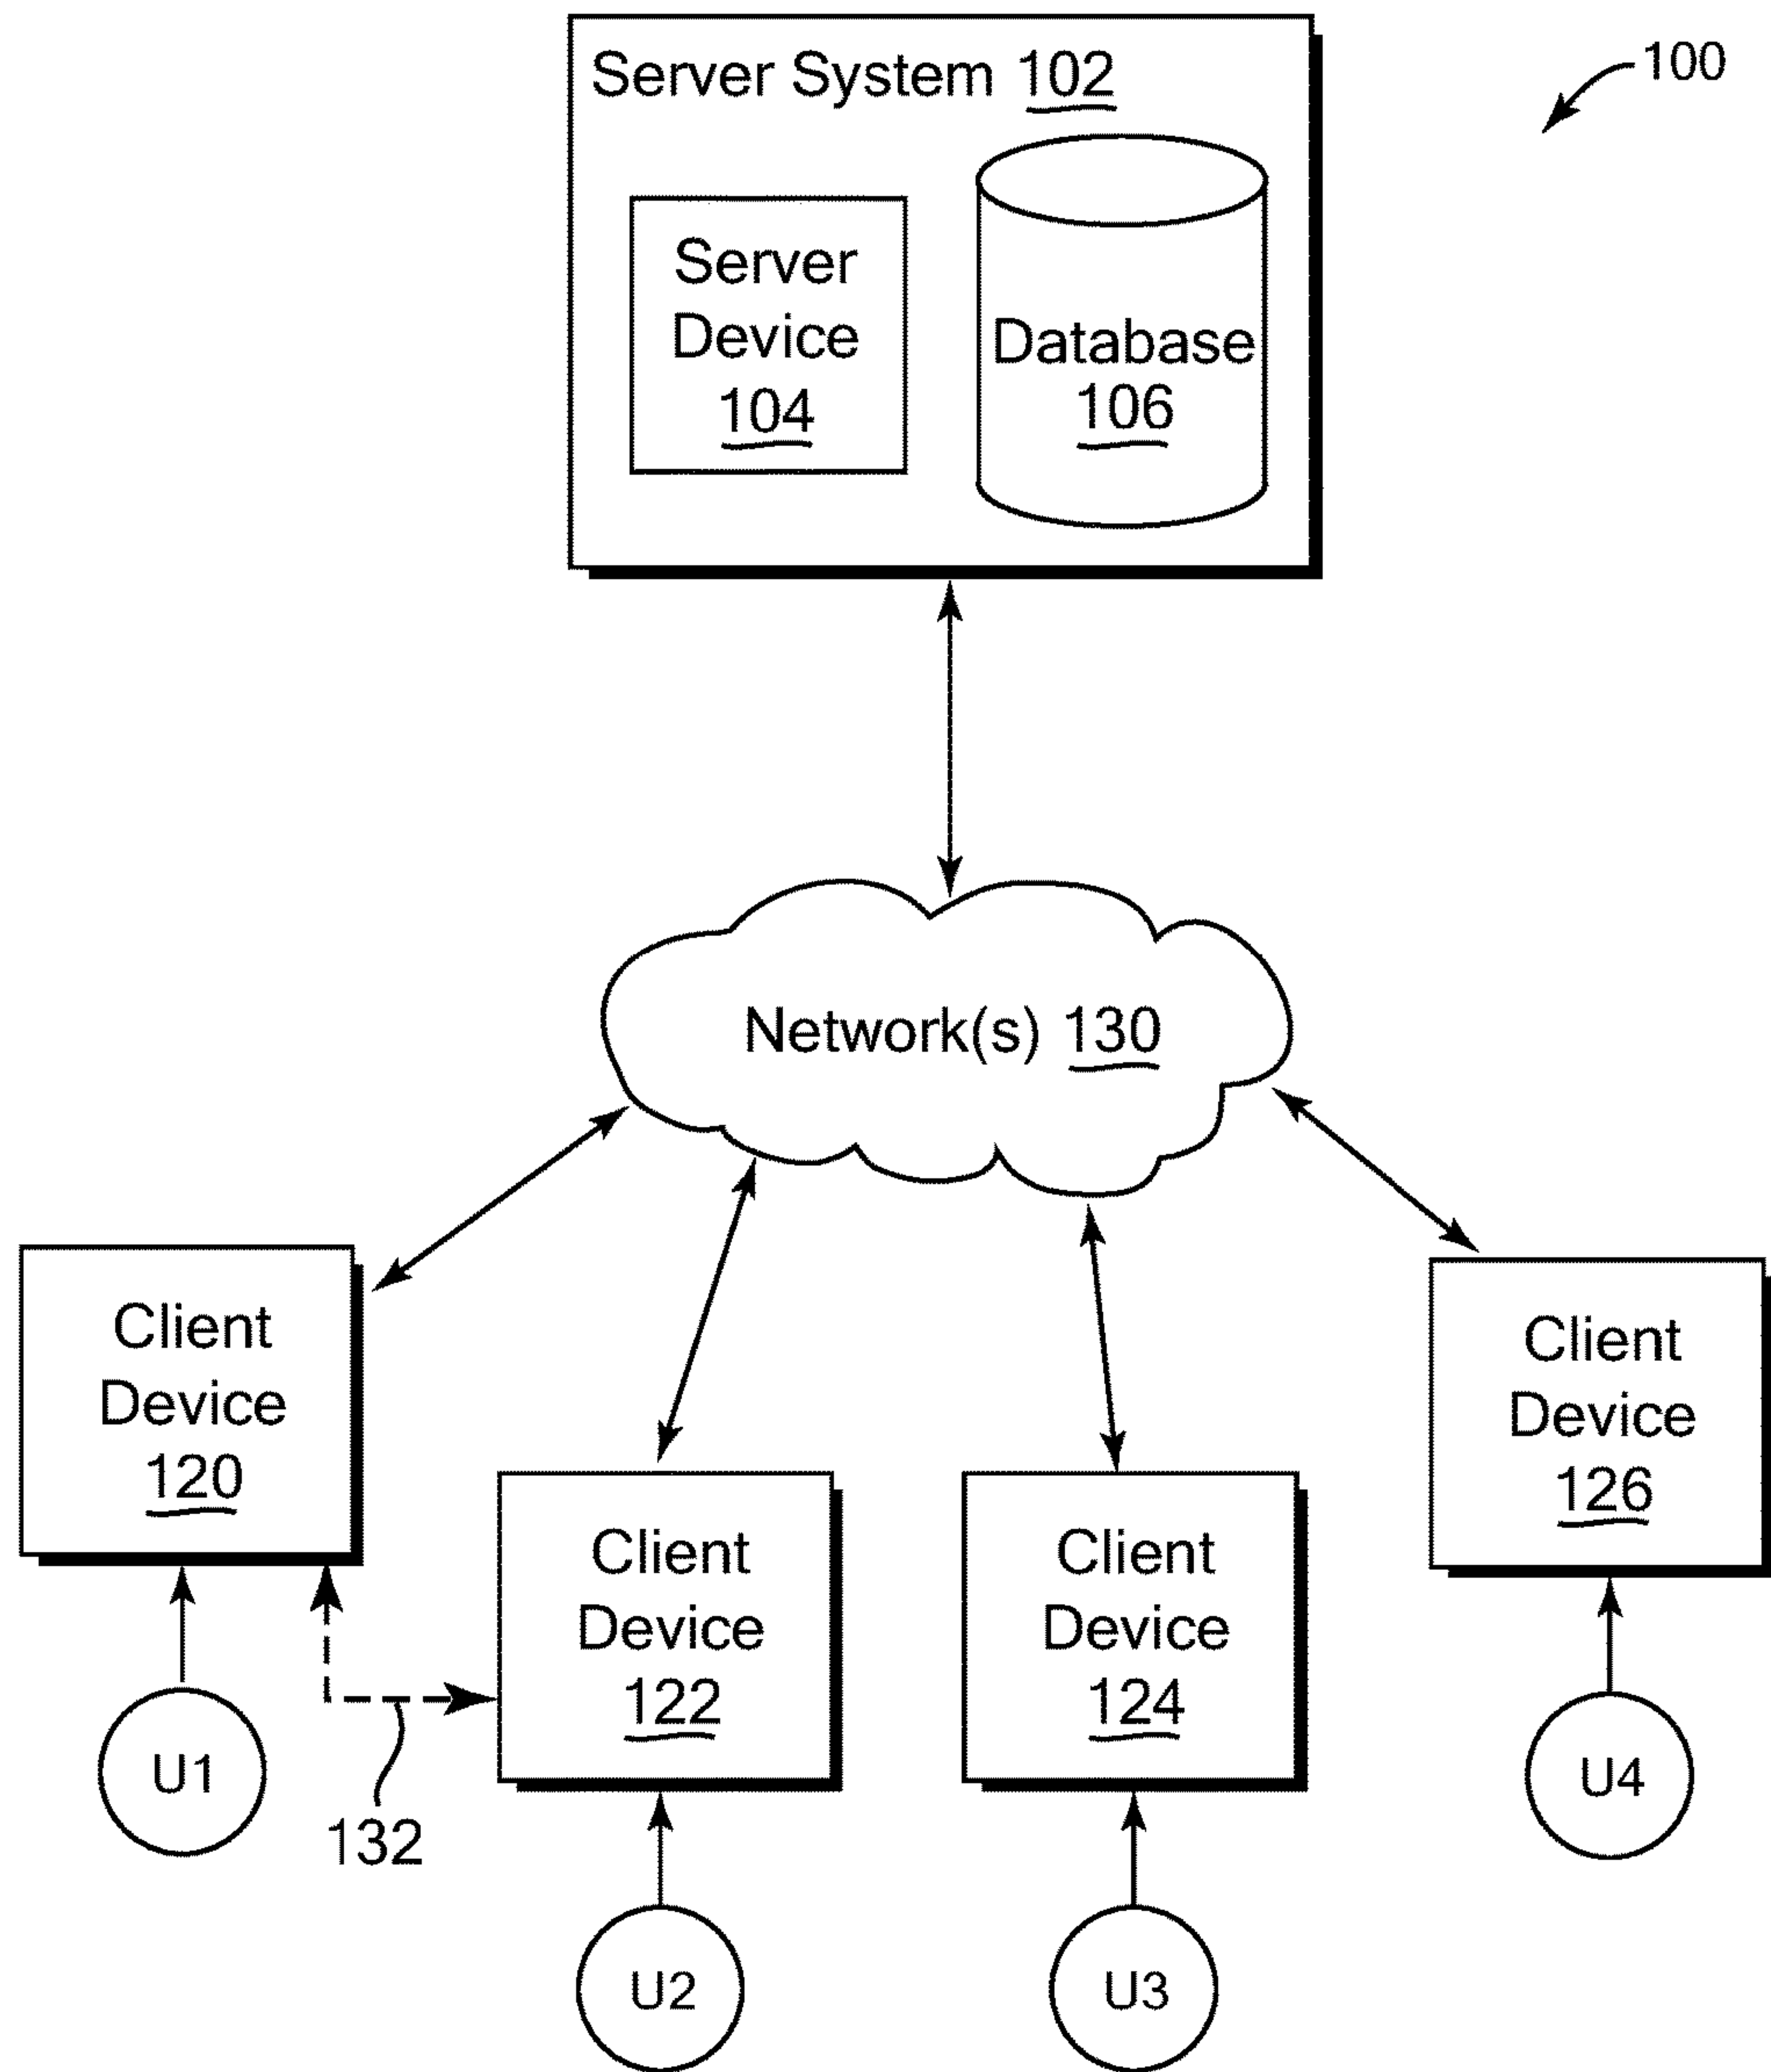 Server System 102
100
Server
Device
104
Database
106
Network(s) 130
Client
Device
120
Client
Device
122
Client
Device
124
Client
Device
126
U1
132
U2
U3
U4